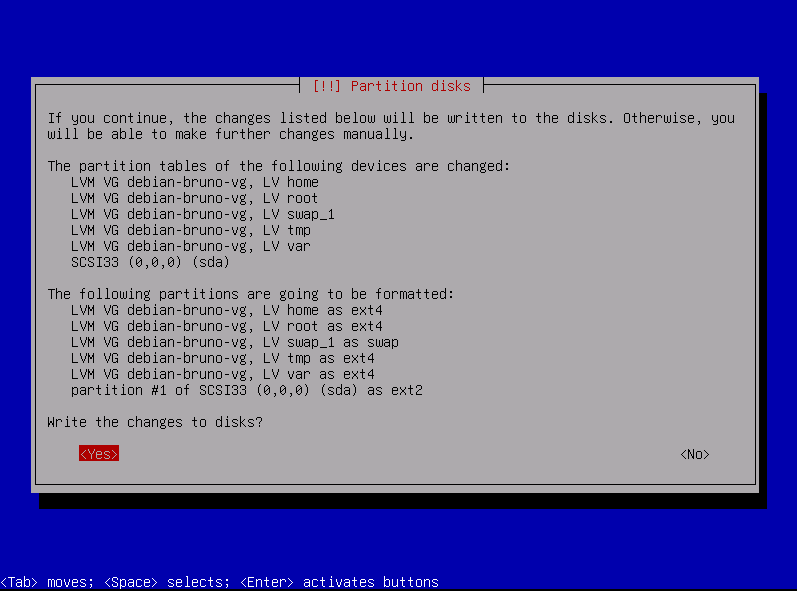 [!!] Partition disks
If you continue, the changes listed below will be written to the disks. Otherwise, you
will be able to make further changes manually.
The partition tables of the following devices are changed:
LVM VG debian-bruno-vg, LV home
LVM VG debian-bruno-vg, LV root
LVM VG debian-bruno-vg, LV swap_1
LVM VG debian-bruno-vg, LV tmp
LVM VG debian-bruno-vg, LV var
SCSI33 (0,0,0) (sda)
The following partitions are going to be formatted:
LVM VG debian-bruno-vg, LV home as ext4
LVM VG debian-bruno-vg, LV root as ext4
LVM VG debian-bruno-vg, LV swap_1 as swap
LVM VG debian-bruno-vg, LV tmp as ext4
LVM VG debian-bruno-vg, LV var as ext4
partition #1 of SCSI33 (0,0,0) (sda) as ext2
Write the changes to disks?
<Yes> <No>
<Tab> moves; <Space> selects; <Enter> activates buttons